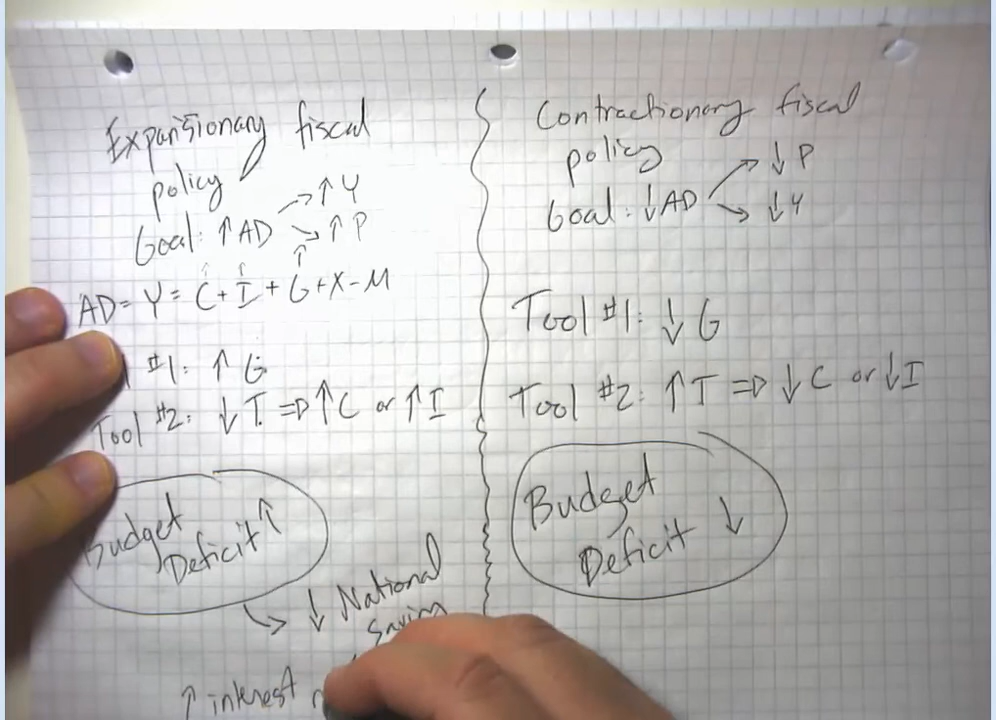 Expansionary fiscal
policy
Goal: ↑ AD → ↑ Y
→ ↑ P
AD = Y = C + I + G + X - M
#1: ↑ G
Tool #2: ↓ T ⇒ ↑ C or ↑ I
Budget
Deficit ↑
→ ↓ National
Saving
↑ interest
Contractionary fiscal
policy
Goal: ↓ AD → ↓ P
→ ↓ Y
Tool #1: ↓ G
Tool #2: ↑ T ⇒ ↓ C or ↓ I
Budget
Deficit ↓